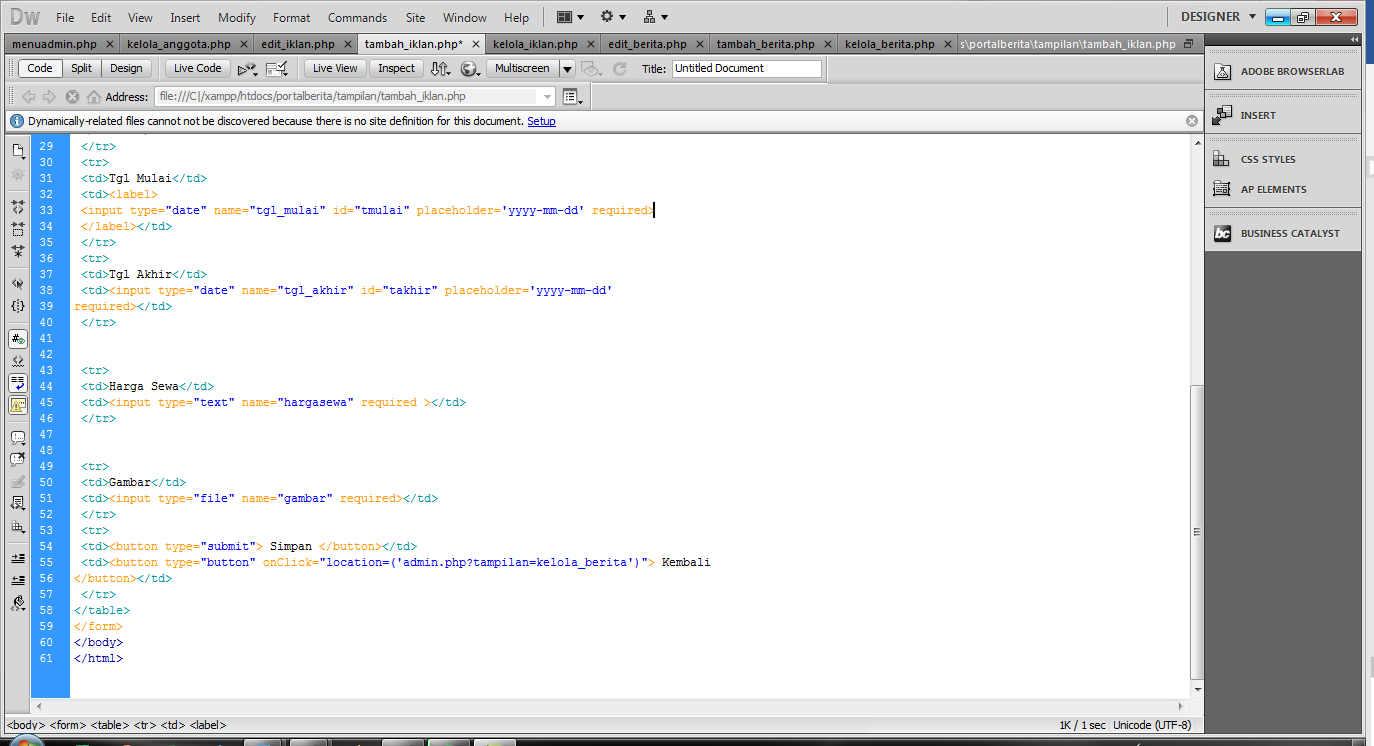 Dw File Edit View Insert Modify Format Commands Site Window Help DESIGNER
menuadmin.php kelola_anggota.php edit_iklan.php tambah_iklan.php* kelola_iklan.php edit_berita.php tambah_berita.php kelola_berita.php s\portalberita\tampilan\tambah_iklan.php
Code Split Design Live Code Live View Inspect Multiscreen Title: Untitled Document
Address: file:///C|/xampp/htdocs/portalberita/tampilan/tambah_iklan.php
Dynamically-related files cannot not be discovered because there is no site definition for this document. Setup
29 </tr>
30 <tr>
31 <td>Tgl Mulai</td>
32 <td><label>
33 <input type="date" name="tgl_mulai" id="tmulai" placeholder='yyyy-mm-dd' required>
34 </label></td>
35 </tr>
36 <tr>
37 <td>Tgl Akhir</td>
38 <td><input type="date" name="tgl_akhir" id="takhir" placeholder='yyyy-mm-dd'
39 required></td>
40 </tr>
41
42
43 <tr>
44 <td>Harga Sewa</td>
45 <td><input type="text" name="hargasewa" required ></td>
46 </tr>
47
48
49 <tr>
50 <td>Gambar</td>
51 <td><input type="file" name="gambar" required></td>
52 </tr>
53 <tr>
54 <td><button type="submit"> Simpan </button></td>
55 <td><button type="button" onClick="location=('admin.php?tampilan=kelola_berita')"> Kembali
56 </button></td>
57 </tr>
58 </table>
59 </form>
60 </body>
61 </html>
ADOBE BROWSERLAB
INSERT
CSS STYLES
AP ELEMENTS
bc BUSINESS CATALYST
<body> <form> <table> <tr> <td> <label> 1K / 1 sec Unicode (UTF-8)